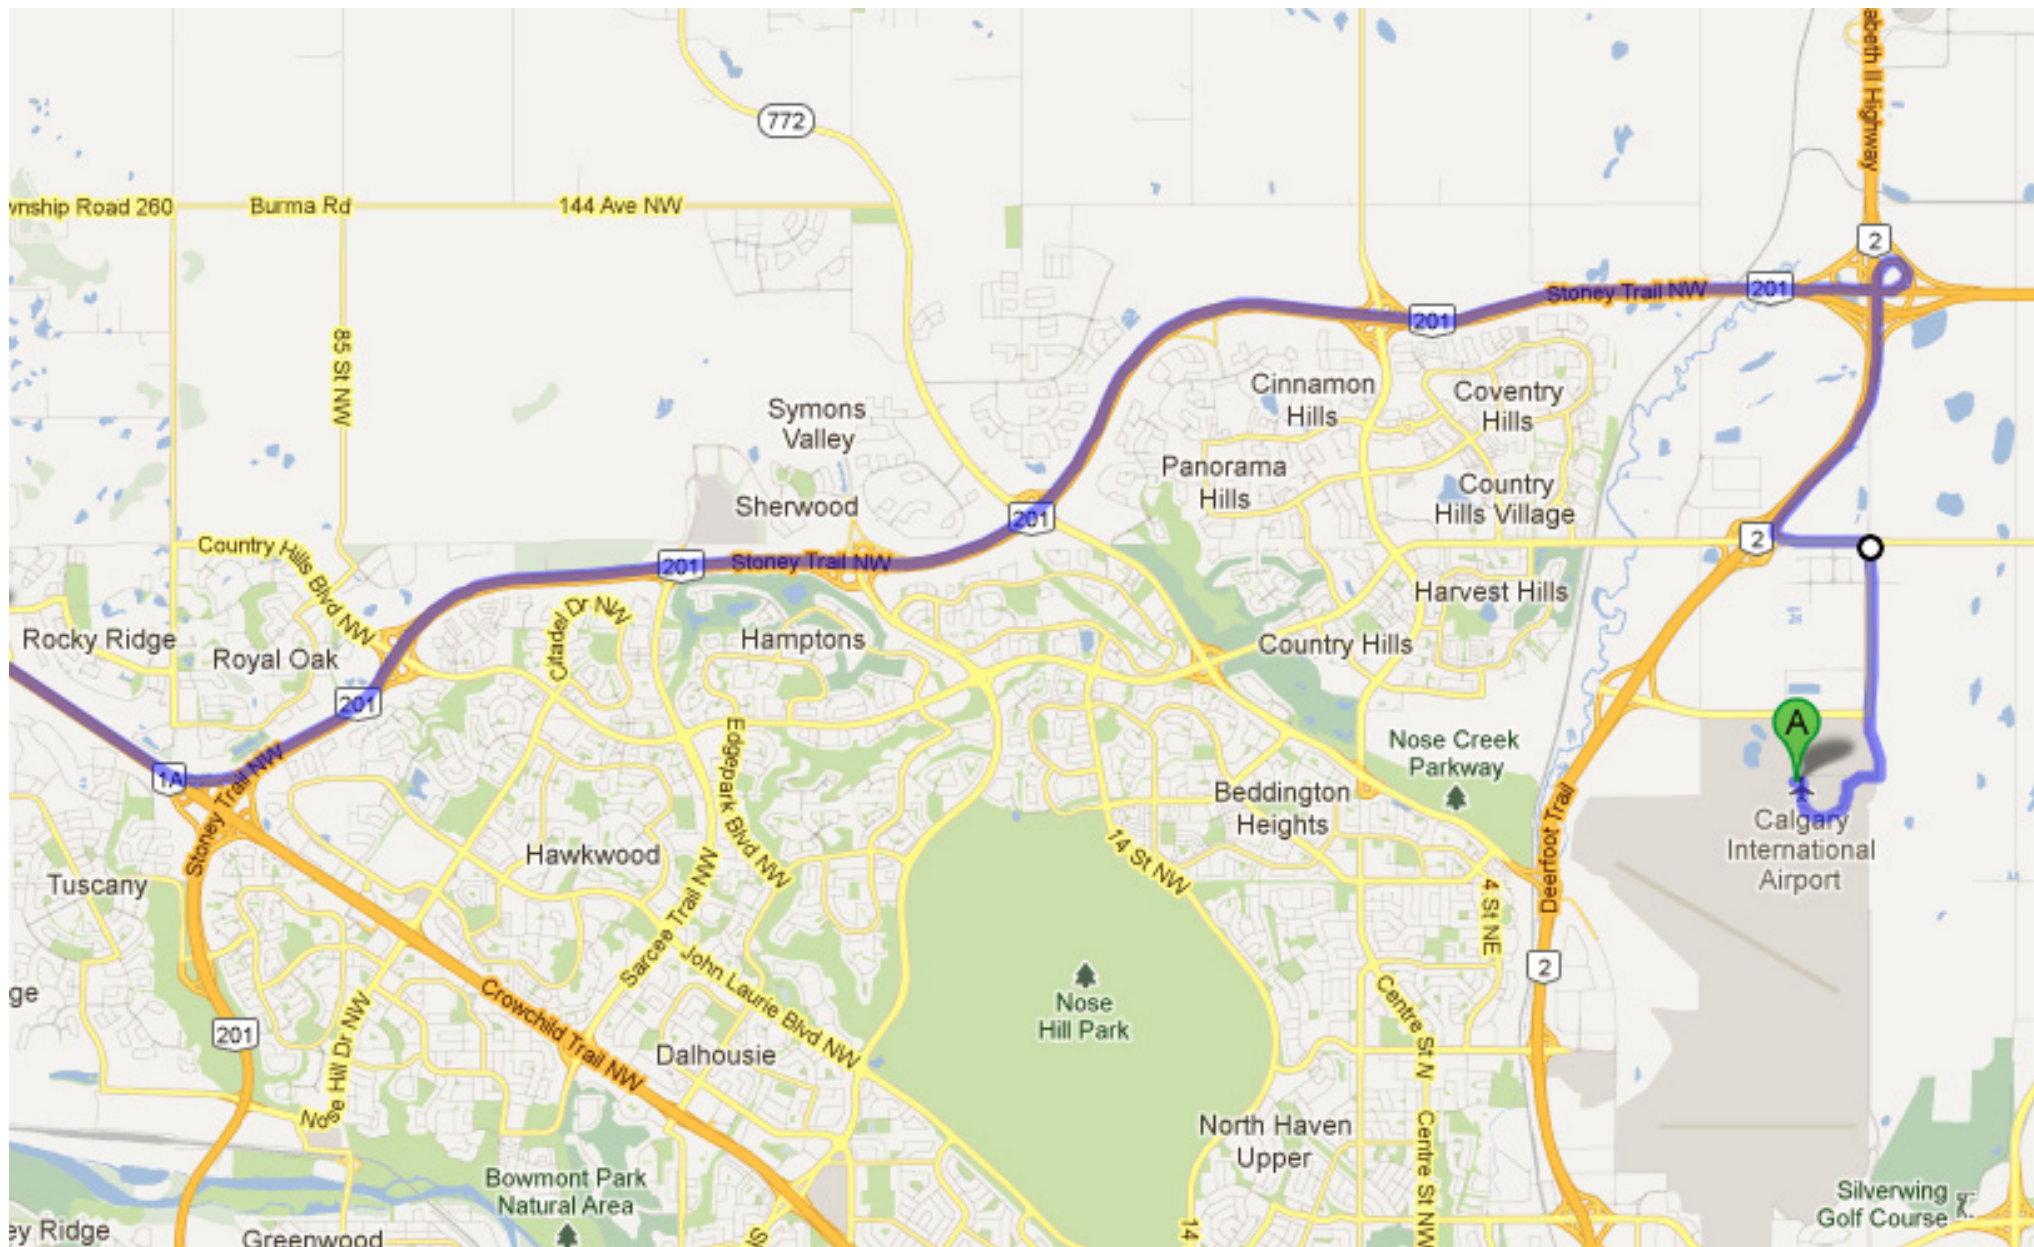 abeth II Highway
772
wnship Road 260
Burma Rd
144 Ave NW
2
201
Stoney Trail NW
201
85 St NW
Cinnamon
Hills
Coventry
Hills
Symons
Valley
Panorama
Hills
Country
Hills Village
Sherwood
201
2
Country Hills Blvd NW
201
Stoney Trail NW
Citadel Dr NW
Harvest Hills
Rocky Ridge
Royal Oak
Hamptons
Country Hills
201
A
Edgepark Blvd NW
Nose Creek
Parkway
1A
Stoney Trail NW
Beddington
Heights
Calgary
International
Airport
Deerfoot Trail
14 St NW
Hawkwood
Tuscany
4 St NE
Sarcee Trail NW
John Laurie Blvd NW
2
ge
Crowchild Trail NW
Nose
Hill Park
Centre St N
201
Nose Hill Dr NW
Dalhousie
North Haven
Upper
Centre St NW
Bowmont Park
Natural Area
Silverwing
Golf Course
14
ey Ridge
Greenwood